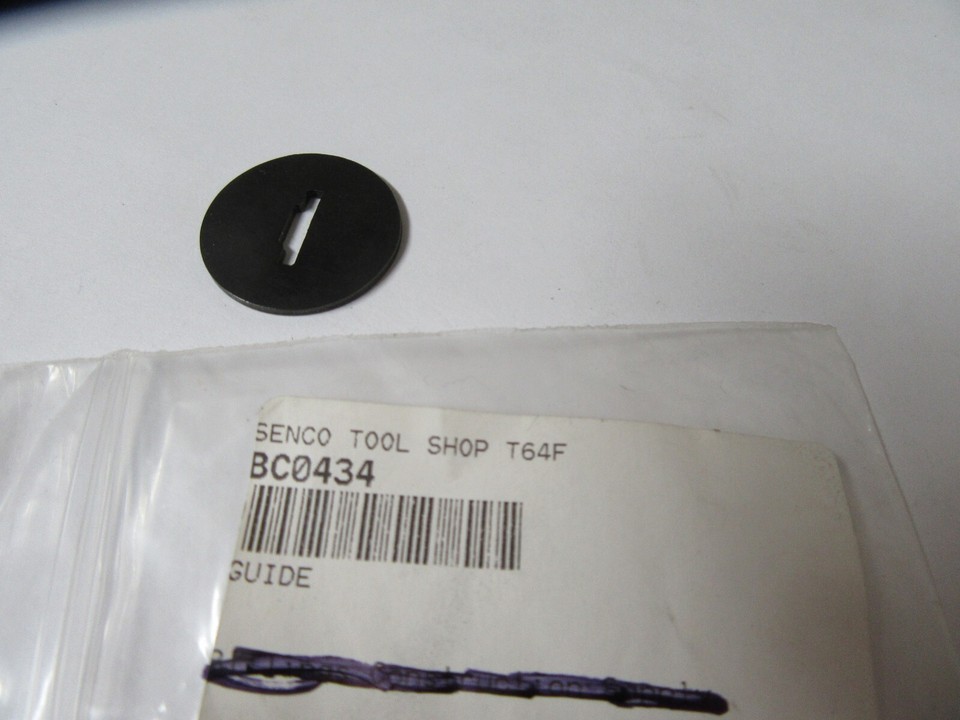 SENCO TOOL SHOP T64F
BC0434
GUIDE